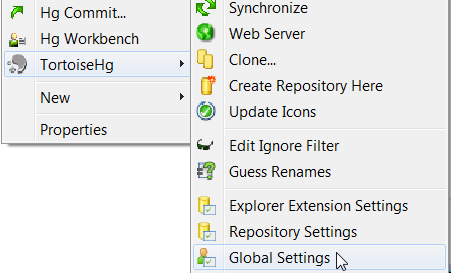 Hg Commit...
Hg Workbench
TortoiseHg
New
Properties
Synchronize
Web Server
Clone...
Create Repository Here
Update Icons
Edit Ignore Filter
Guess Renames
Explorer Extension Settings
Repository Settings
Global Settings